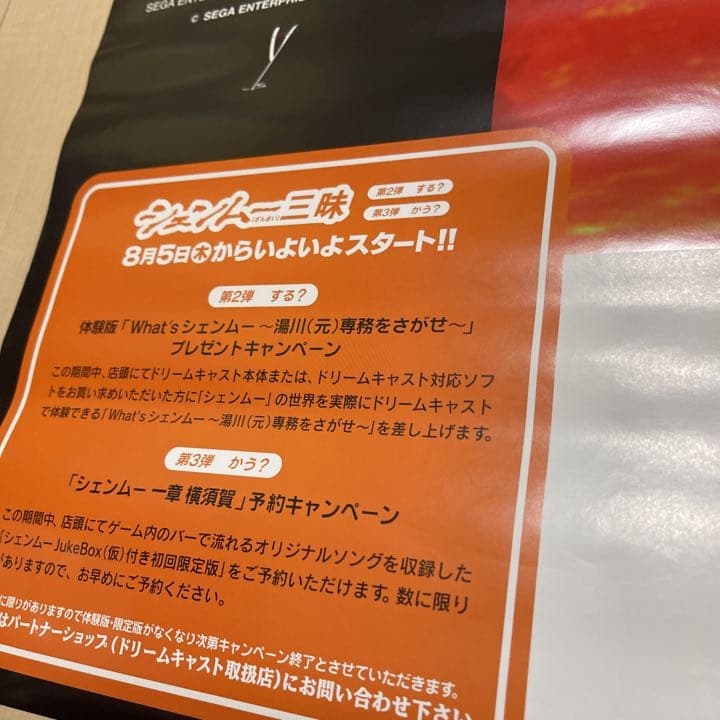 SEGA ENTER
© SEGA ENTERPRIS
シェンムー三昧(ざんまい)
第2弾 する?
第3弾 かう?
8月5日(木)からいよいよスタート!!
第2弾 する?
体験版「What'sシェンムー ～湯川(元)専務をさがせ～」
プレゼントキャンペーン
この期間中、店頭にてドリームキャスト本体または、ドリームキャスト対応ソフ
トをお買い求めいただいた方に「シェンムー」の世界を実際にドリームキャスト
で体験できる「What'sシェンムー ～湯川(元)専務をさがせ～」を差し上げます。
第3弾 かう?
「シェンムー 一章 横須賀」予約キャンペーン
この期間中、店頭にてゲーム内のバーで流れるオリジナルソングを収録した
「シェンムーJukeBox(仮)付き初回限定版」をご予約いただけます。数に限り
がありますので、お早めにご予約ください。
に限りがありますので体験版・限定版がなくなり次第キャンペーン終了とさせていただきます。
はパートナーショップ(ドリームキャスト取扱店)にお問い合わせ下さい